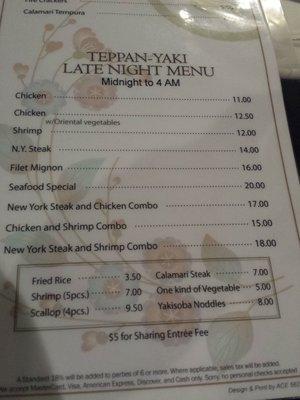 Fire Crackers
Calamari Tempura
TEPPAN-YAKI
LATE NIGHT MENU
Midnight to 4 AM
Chicken 11.00
Chicken 12.50
w/Oriental vegetables
Shrimp 12.00
N.Y. Steak 14.00
Filet Mignon 16.00
Seafood Special 20.00
New York Steak and Chicken Combo 17.00
Chicken and Shrimp Combo 15.00
New York Steak and Shrimp Combo 18.00
Fried Rice 3.50
Shrimp (5pcs.) 7.00
Scallop (4pcs.) 9.50
Calamari Steak 7.00
One kind of Vegetable 5.00
Yakisoba Noddles 8.00
$5 for Sharing Entrée Fee
A Standard 18% will be added to parties of 6 or more. Where applicable, sales tax will be added.
We accept MasterCard, Visa, American Express, Discover, and Cash only. Sorry, no personal checks accepted
Design & Print by ACE